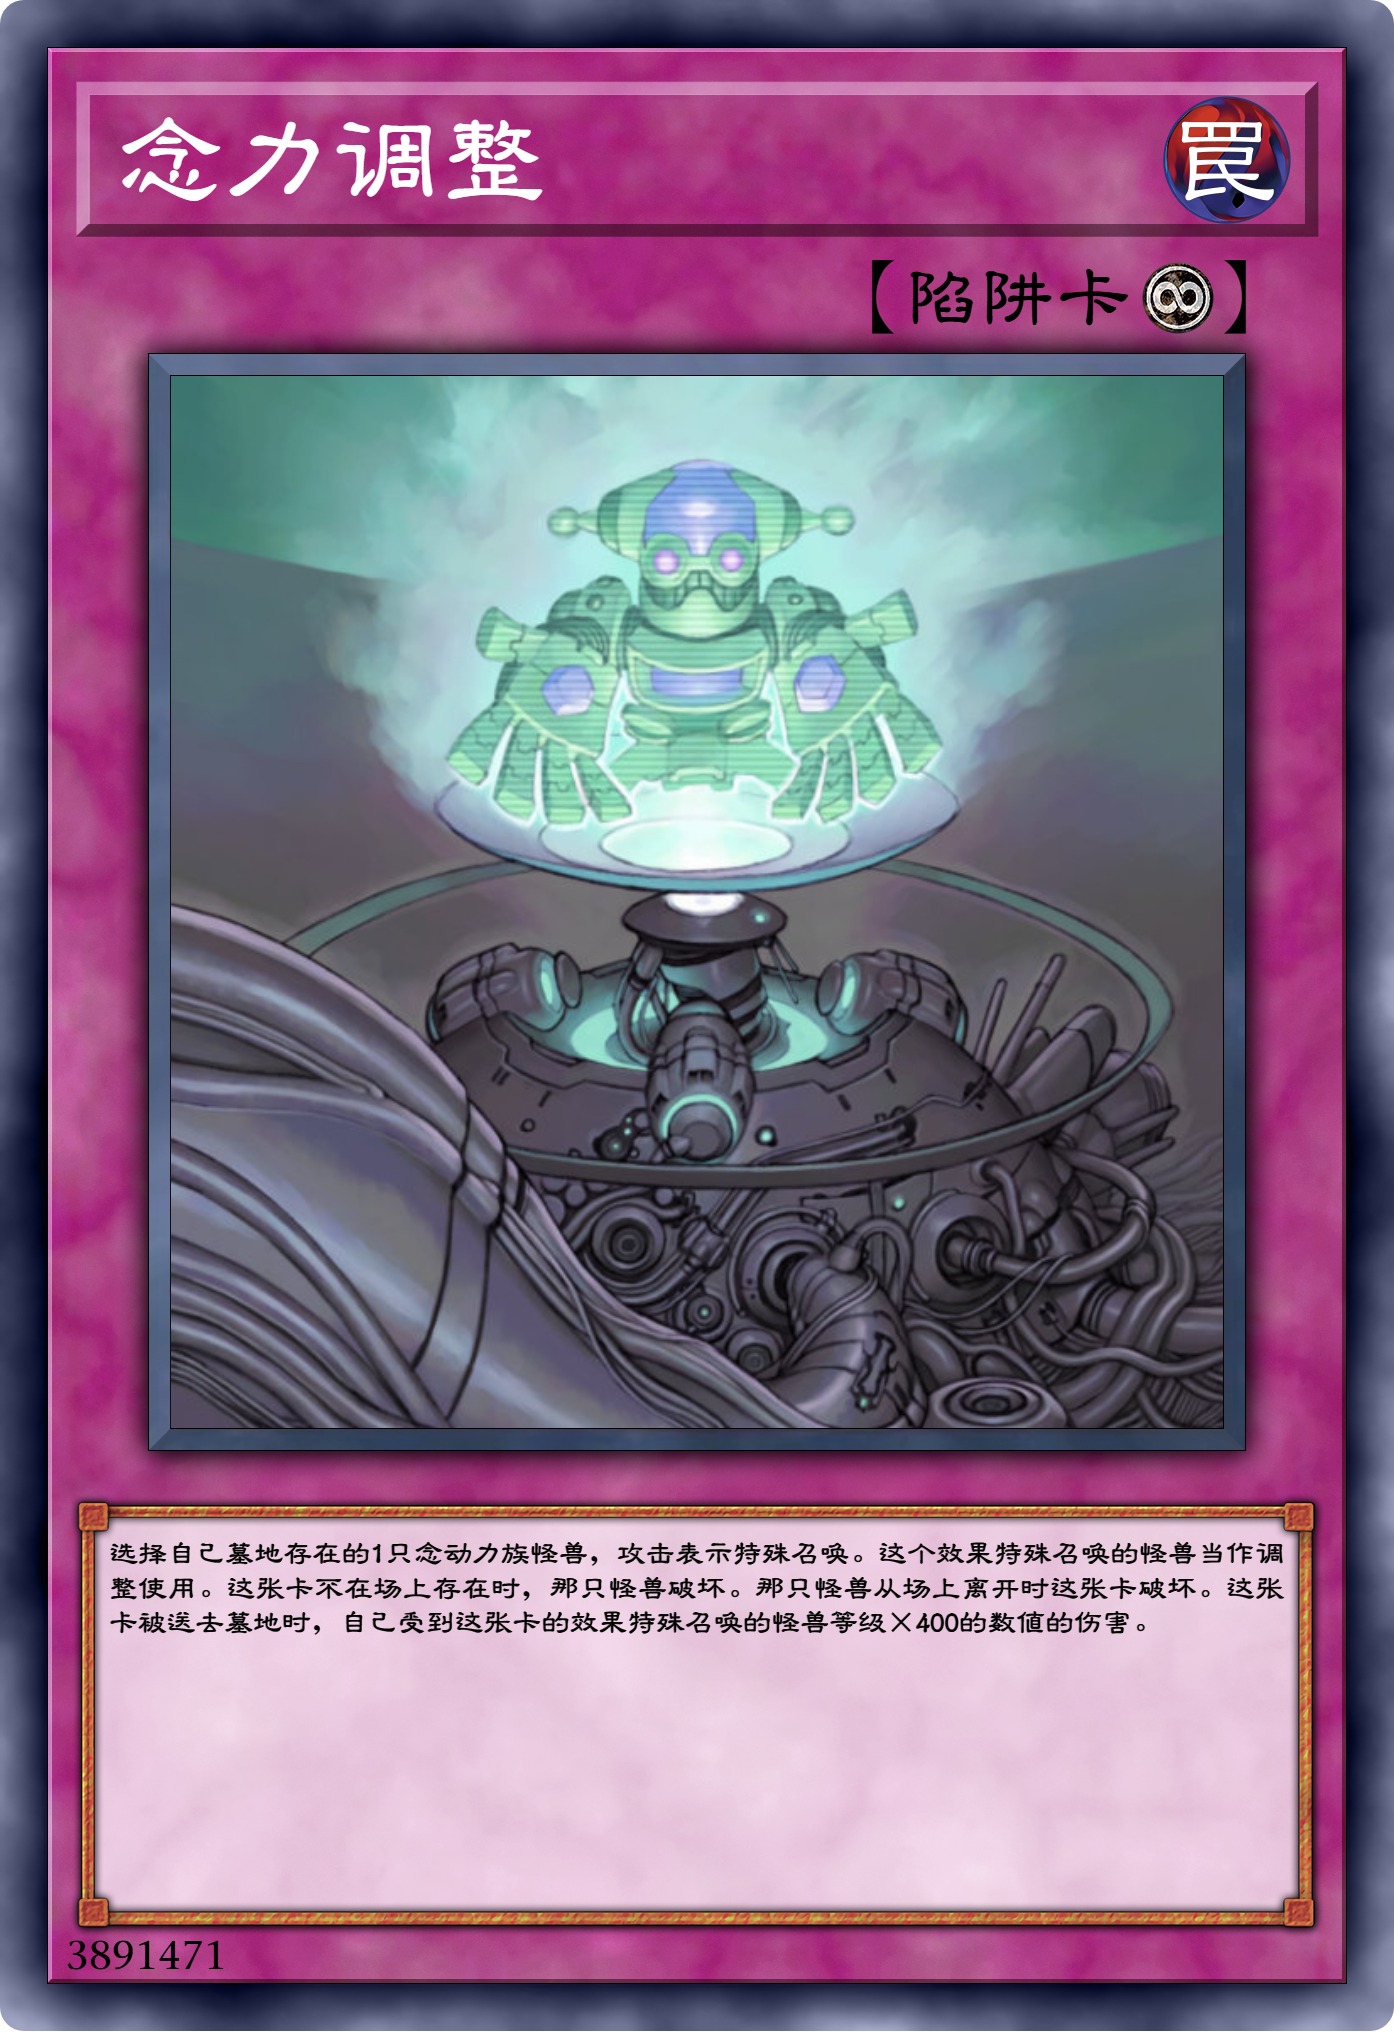 念力调整
罠
【陷阱卡】
选择自己墓地存在的1只念动力族怪兽，攻击表示特殊召唤。这个效果特殊召唤的怪兽当作调
整使用。这张卡不在场上存在时，那只怪兽破坏。那只怪兽从场上离开时这张卡破坏。这张
卡被送去墓地时，自己受到这张卡的效果特殊召唤的怪兽等级×400的数值的伤害。
3891471